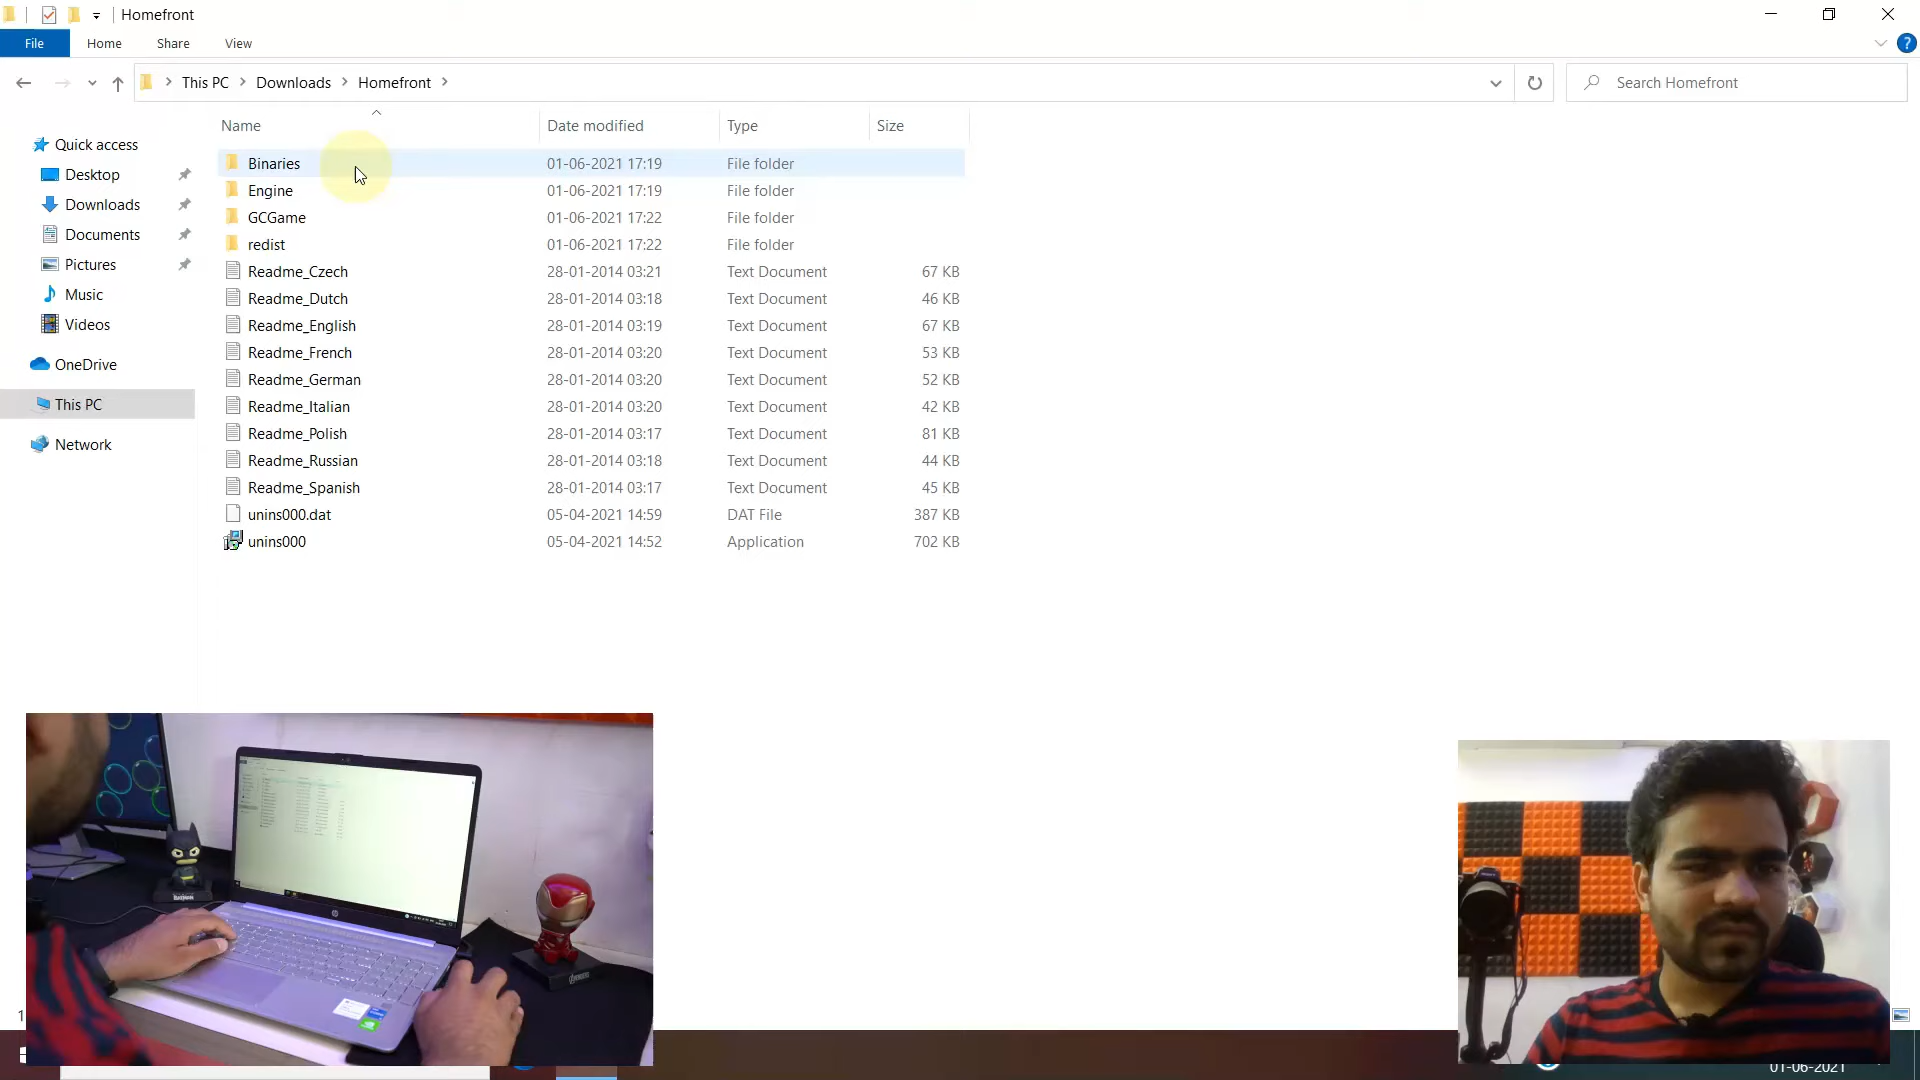 Homefront
File Home Share View
This PC Downloads Homefront
Search Homefront
Name Date modified Type Size
Quick access
Desktop
Downloads
Documents
Pictures
Music
Videos
OneDrive
This PC
Network
Binaries 01-06-2021 17:19 File folder
Engine 01-06-2021 17:19 File folder
GCGame 01-06-2021 17:22 File folder
redist 01-06-2021 17:22 File folder
Readme_Czech 28-01-2014 03:21 Text Document 67 KB
Readme_Dutch 28-01-2014 03:18 Text Document 46 KB
Readme_English 28-01-2014 03:19 Text Document 67 KB
Readme_French 28-01-2014 03:20 Text Document 53 KB
Readme_German 28-01-2014 03:20 Text Document 52 KB
Readme_Italian 28-01-2014 03:20 Text Document 42 KB
Readme_Polish 28-01-2014 03:17 Text Document 81 KB
Readme_Russian 28-01-2014 03:18 Text Document 44 KB
Readme_Spanish 28-01-2014 03:17 Text Document 45 KB
unins000.dat 05-04-2021 14:59 DAT File 387 KB
unins000 05-04-2021 14:52 Application 702 KB
BATMAN
hp
01-06-2021